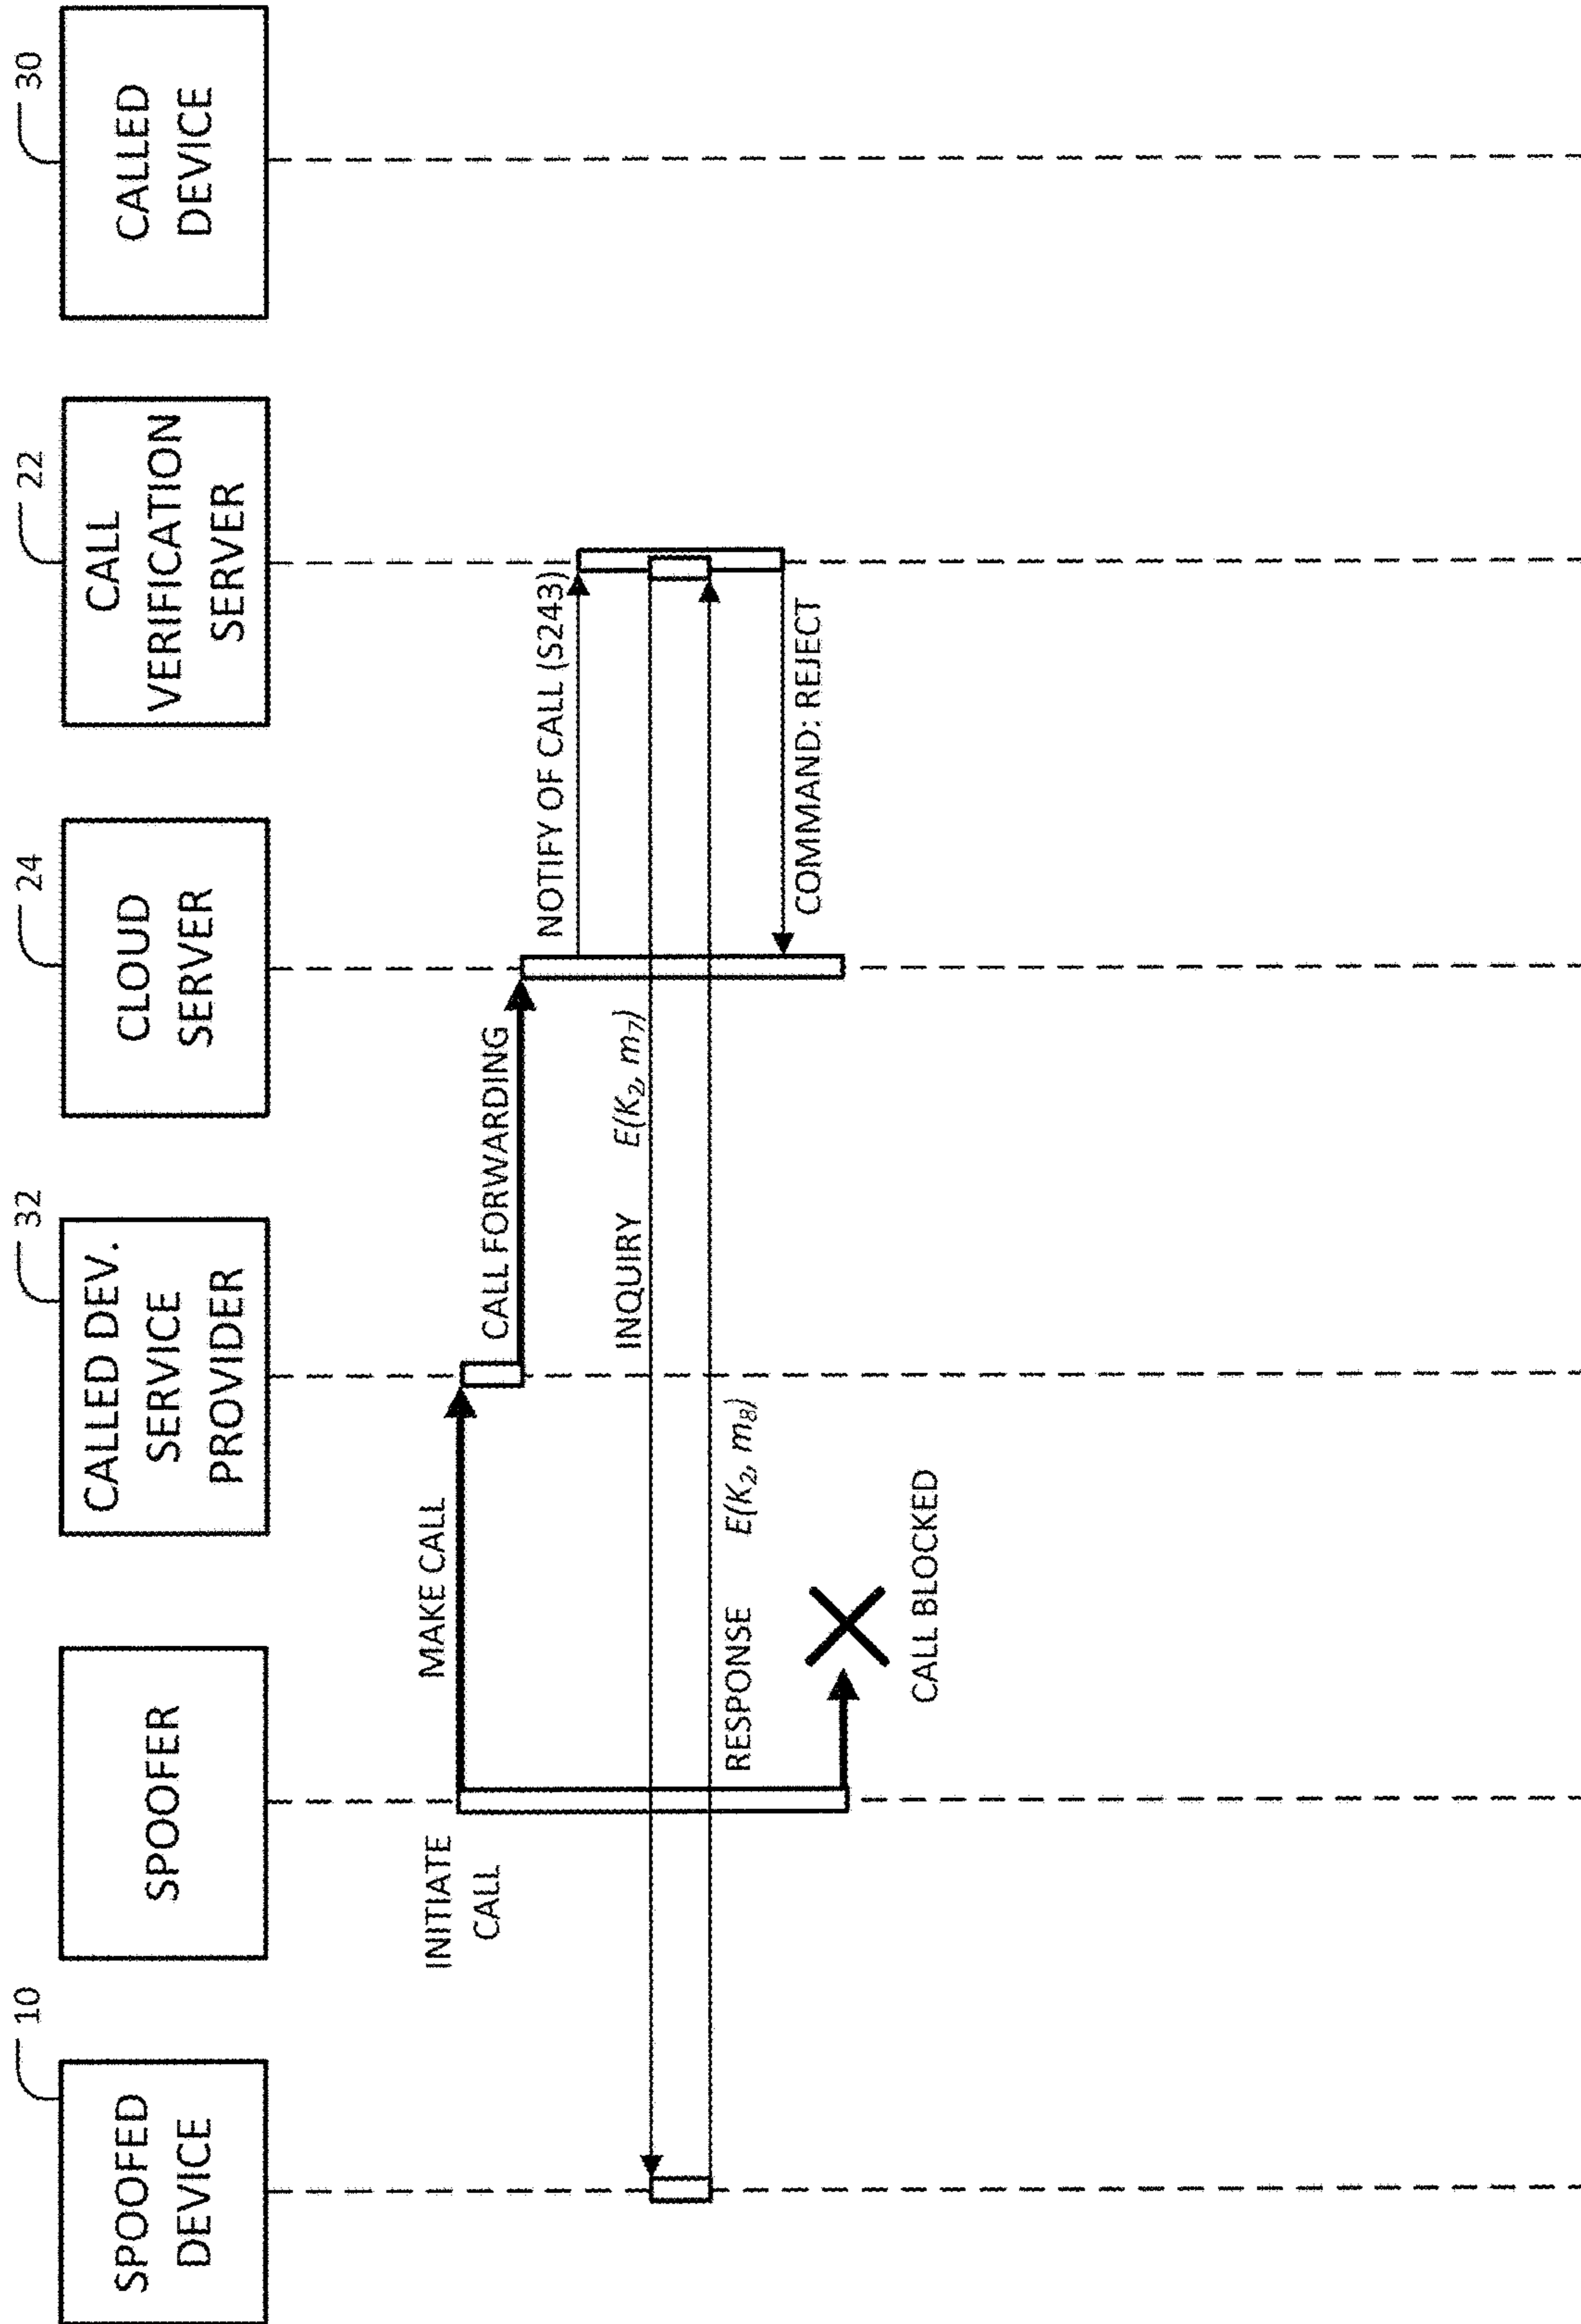 10
SPOOFED
DEVICE
SPOOFER
32
CALLED DEV.
SERVICE
PROVIDER
24
CLOUD
SERVER
22
CALL
VERIFICATION
SERVER
30
CALLED
DEVICE
INITIATE
CALL
MAKE CALL
CALL FORWARDING
NOTIFY OF CALL (S243)
INQUIRY E(K₂, m₇)
RESPONSE E(K₂, m₈)
COMMAND: REJECT
CALL BLOCKED